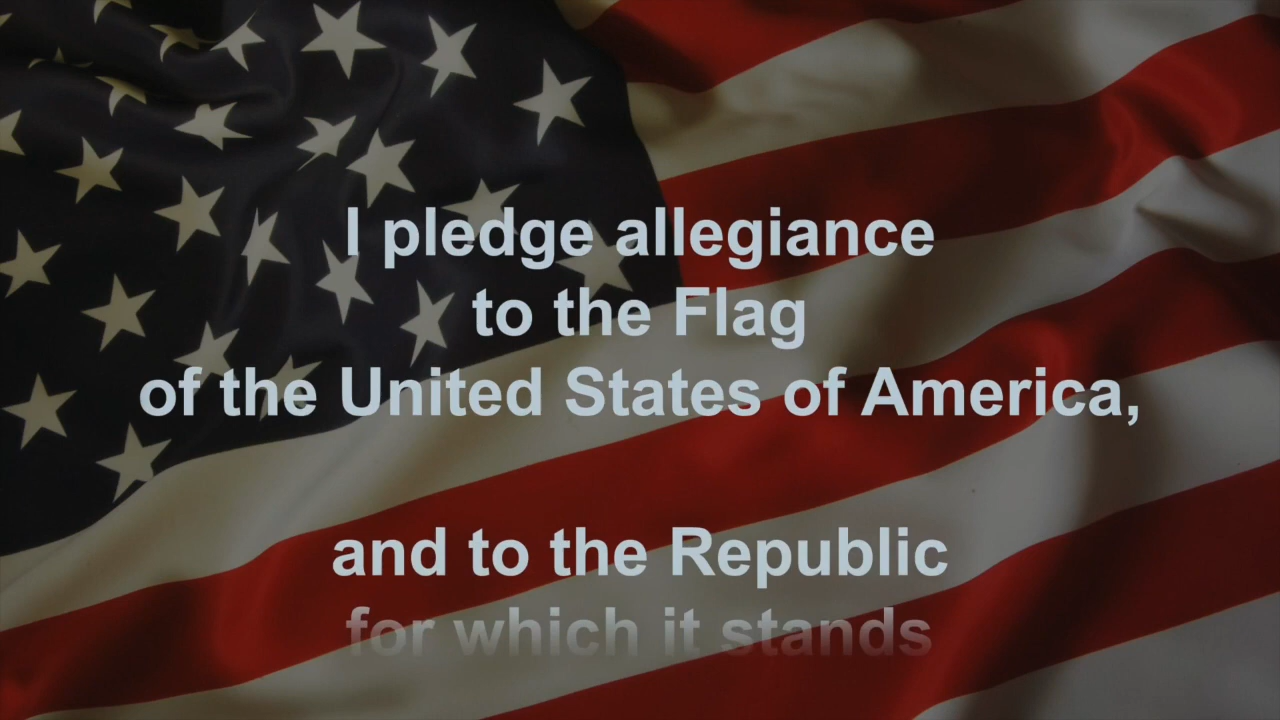 I pledge allegiance
to the Flag
of the United States of America,
and to the Republic
for which it stands